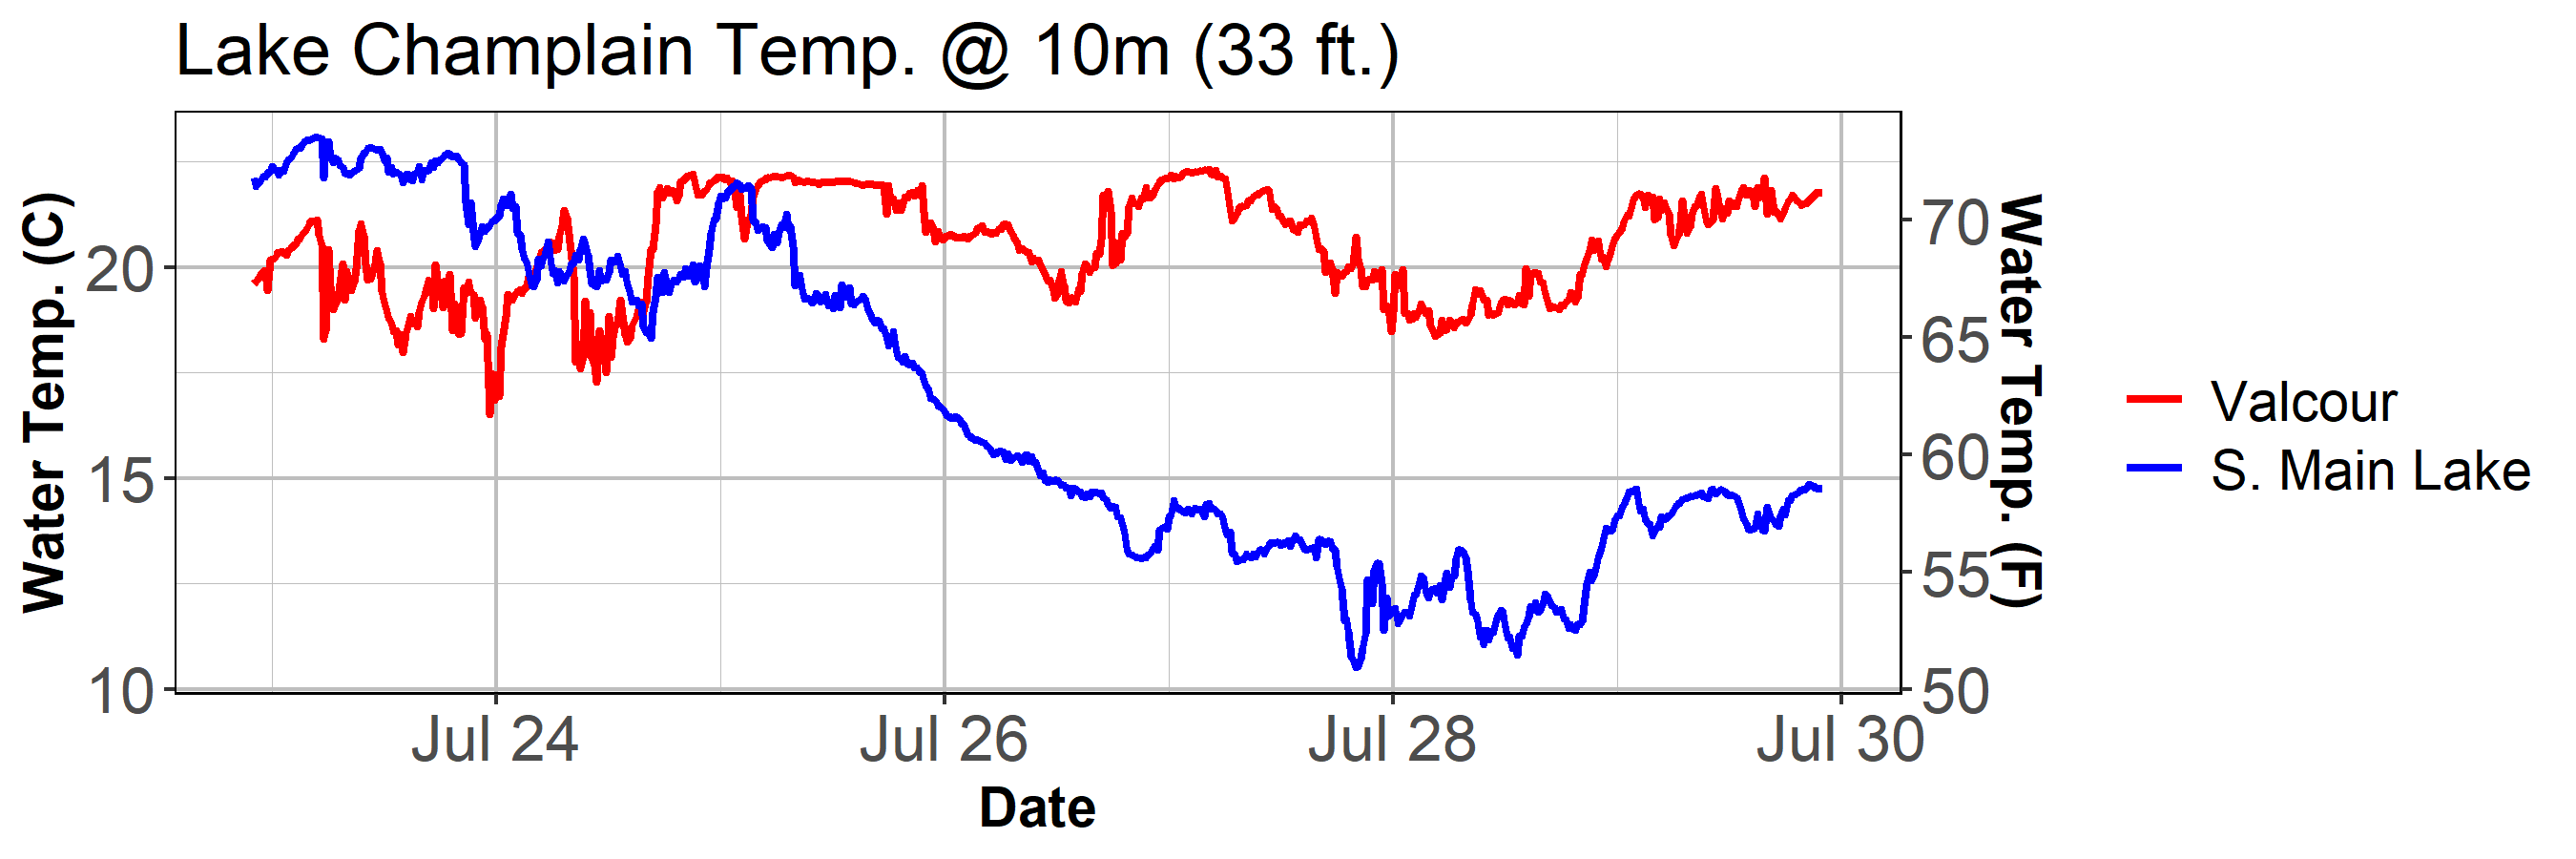 Lake Champlain Temp. @ 10m (33 ft.)
Water Temp. (C)
20
15
10
Water Temp. (F)
70
65
60
55
50
Jul 24
Jul 26
Jul 28
Jul 30
Date
Valcour
S. Main Lake